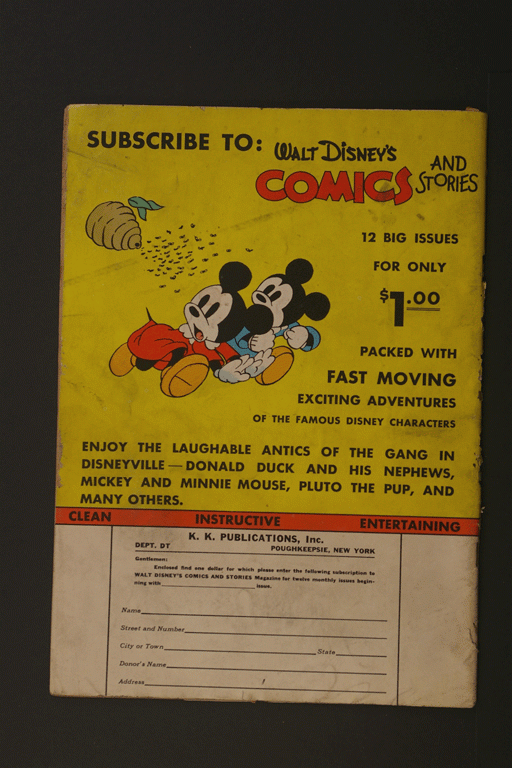 SUBSCRIBE TO: WALT DISNEY'S
COMICS AND STORIES
12 BIG ISSUES
FOR ONLY
$1.00
PACKED WITH
FAST MOVING
EXCITING ADVENTURES
OF THE FAMOUS DISNEY CHARACTERS
ENJOY THE LAUGHABLE ANTICS OF THE GANG IN
DISNEYVILLE — DONALD DUCK AND HIS NEPHEWS,
MICKEY AND MINNIE MOUSE, PLUTO THE PUP, AND
MANY OTHERS.
CLEAN INSTRUCTIVE ENTERTAINING
K. K. PUBLICATIONS, Inc.
DEPT. DT POUGHKEEPSIE, NEW YORK
Gentlemen:
Enclosed find one dollar for which please enter the following subscription to
WALT DISNEY'S COMICS AND STORIES Magazine for twelve monthly issues begin-
ning with issue.
Name
Street and Number
City or Town State
Donor's Name
Address